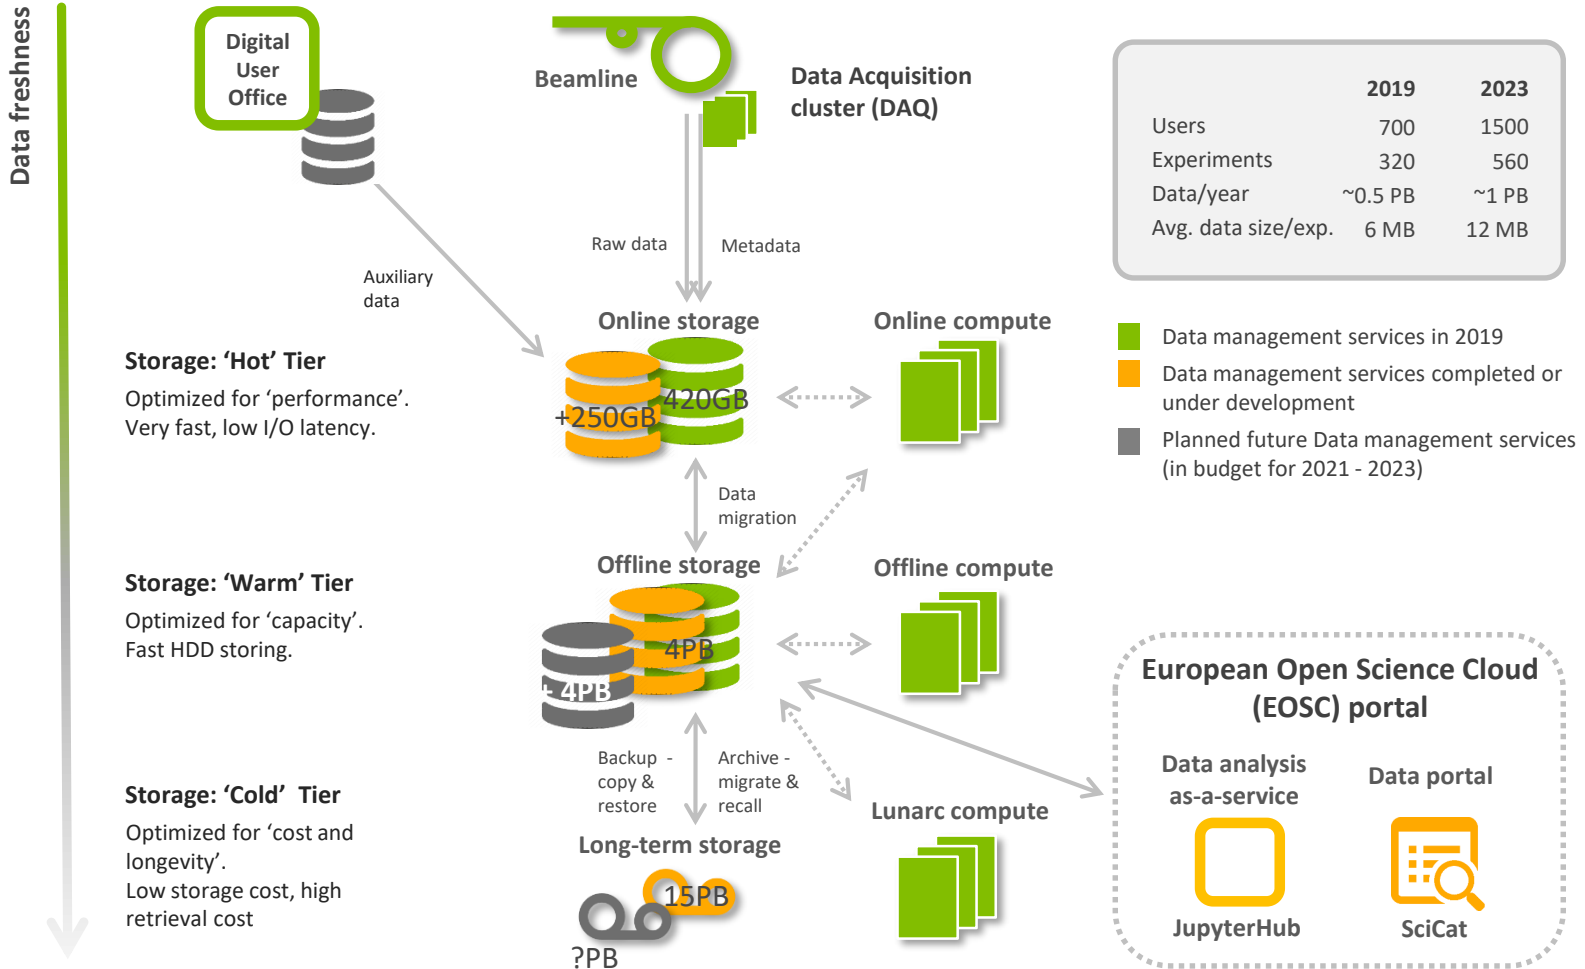 Data freshness
Digital
User
Office
Beamline
Data Acquisition
cluster (DAQ)
2019 2023
Users 700 1500
Experiments 320 560
Data/year ~0.5 PB ~1 PB
Avg. data size/exp. 6 MB 12 MB
Raw data
Metadata
Auxiliary
data
Online storage
Online compute
Data management services in 2019
Data management services completed or
under development
Planned future Data management services
(in budget for 2021 - 2023)
Storage: ‘Hot’ Tier
Optimized for ‘performance’.
Very fast, low I/O latency.
+250GB
420GB
Data
migration
Offline storage
Offline compute
Storage: ‘Warm’ Tier
Optimized for ‘capacity’.
Fast HDD storing.
4PB
+ 4PB
European Open Science Cloud
(EOSC) portal
Data analysis
as-a-service
Data portal
JupyterHub
SciCat
Backup -
copy &
restore
Archive -
migrate &
recall
Storage: ‘Cold’ Tier
Optimized for ‘cost and
longevity’.
Low storage cost, high
retrieval cost
Long-term storage
Lunarc compute
15PB
?PB